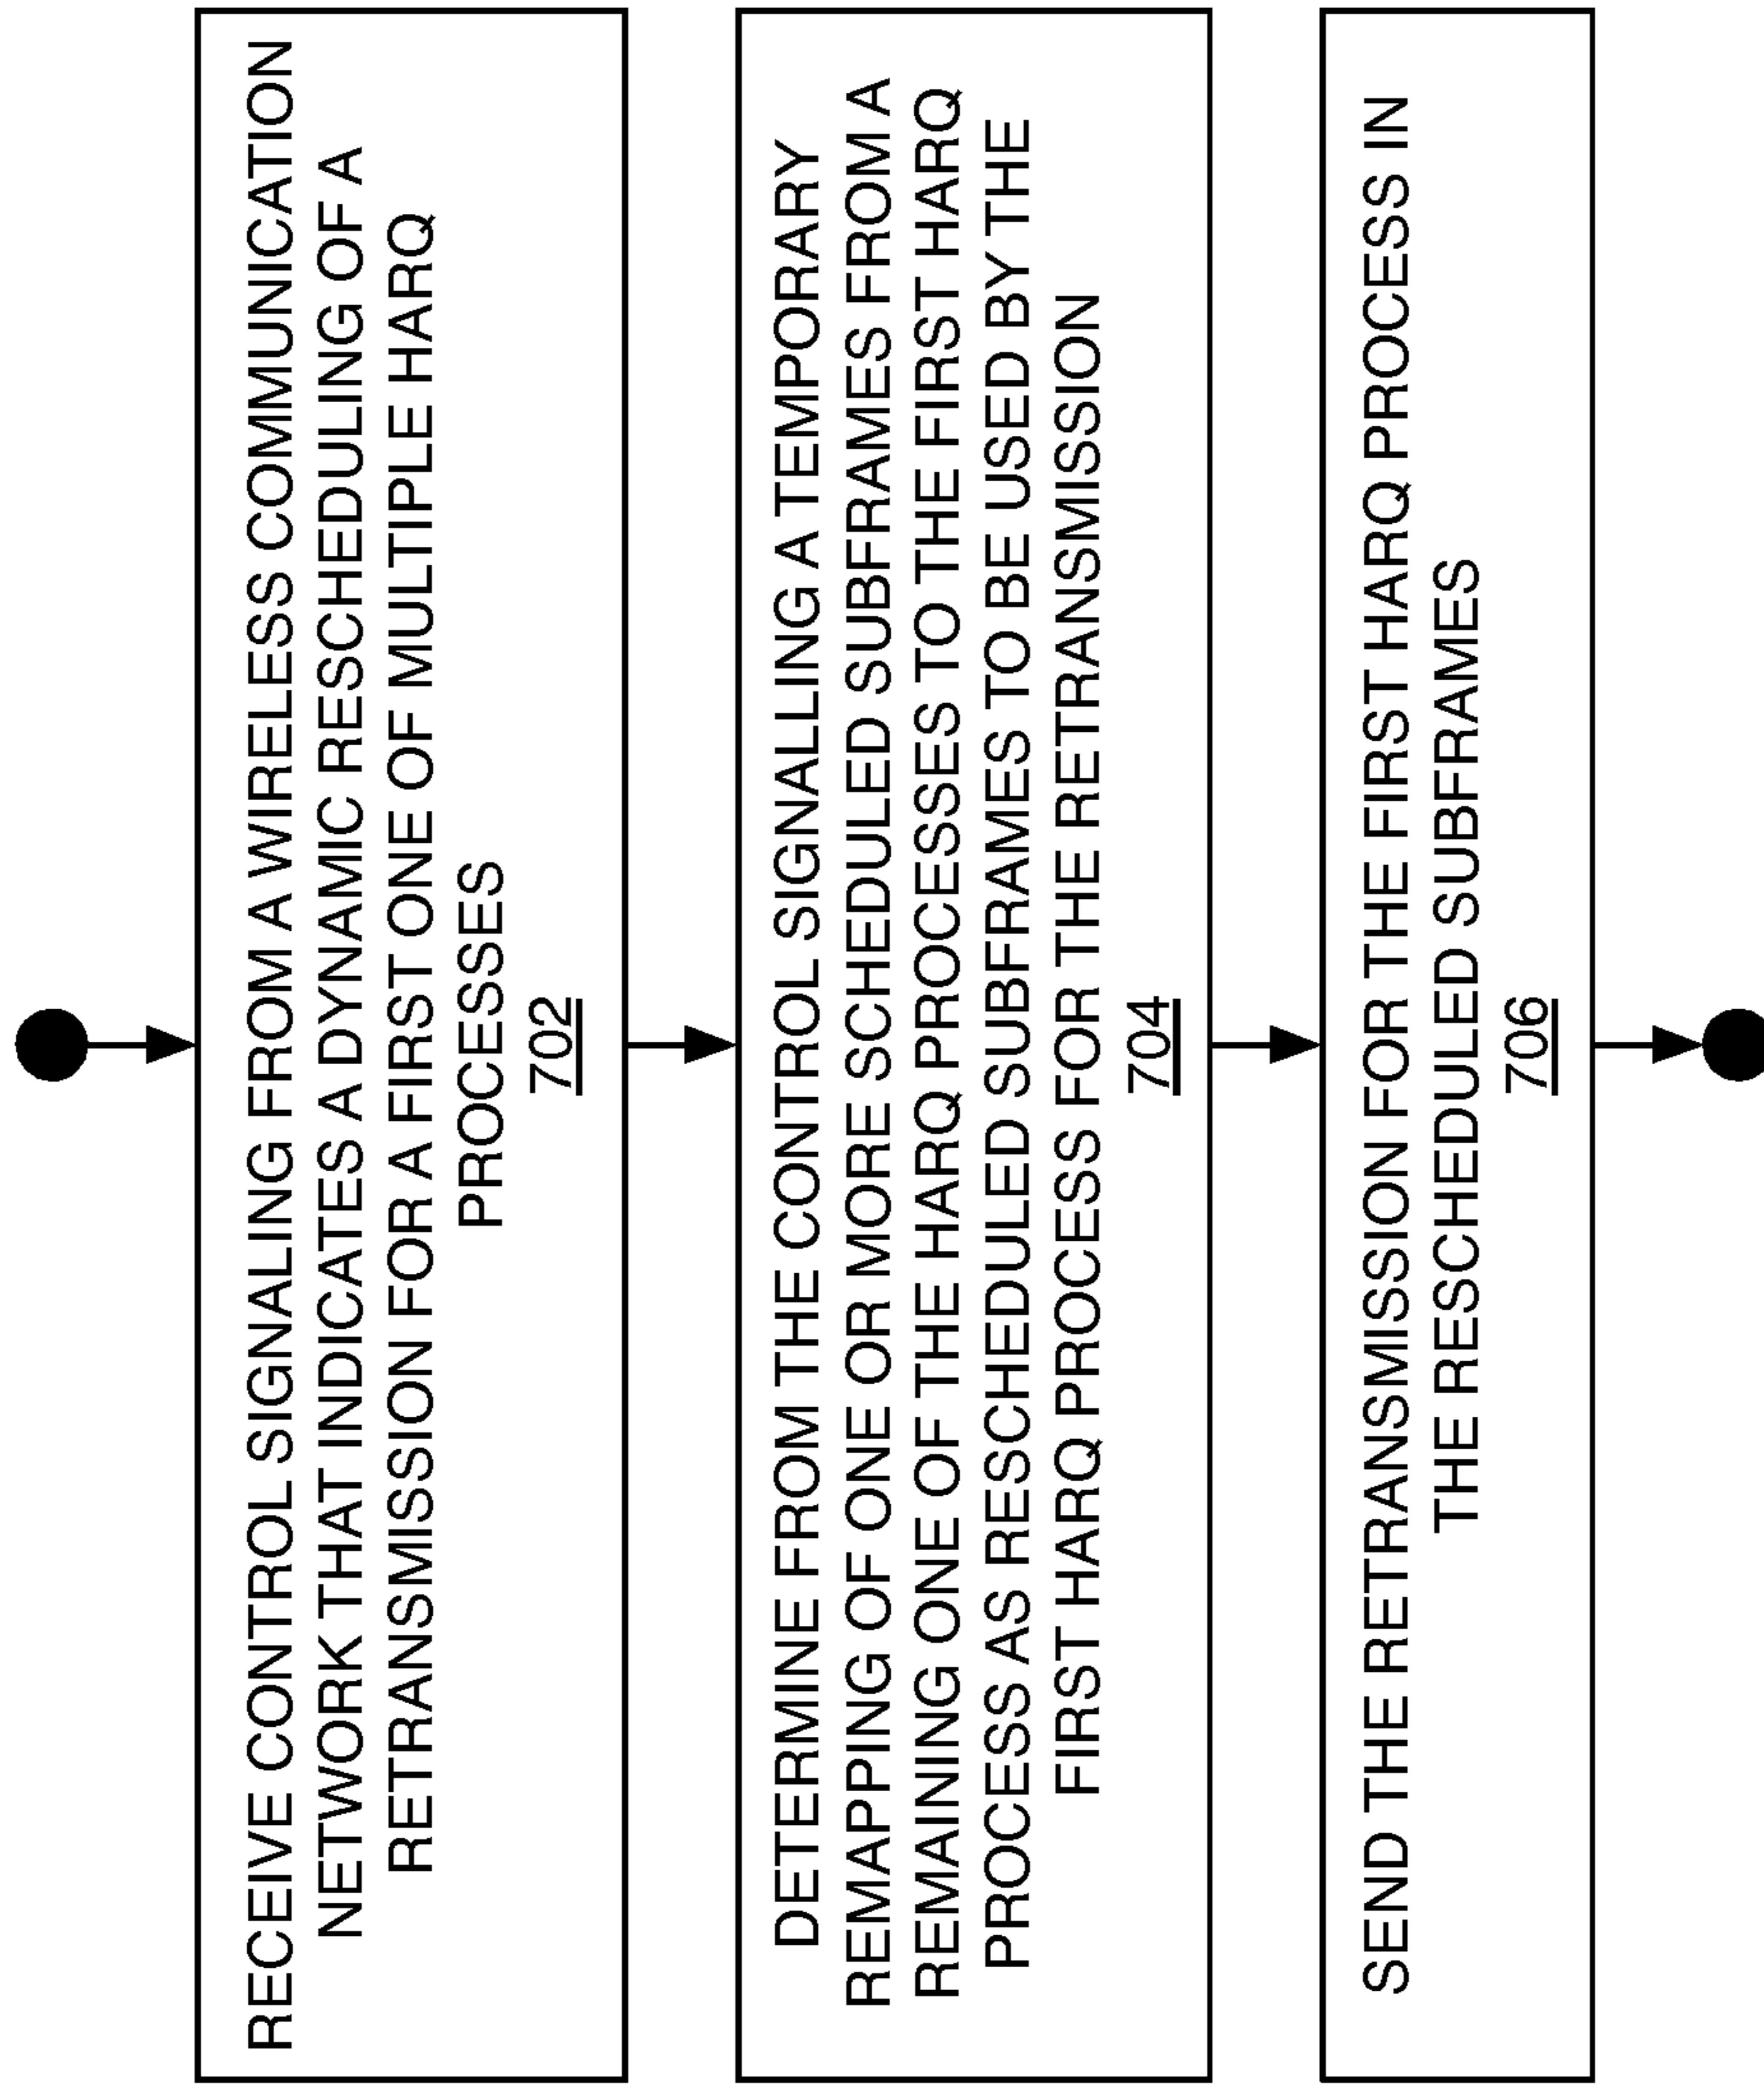 RECEIVE CONTROL SIGNALING FROM A WIRELESS COMMUNICATION
NETWORK THAT INDICATES A DYNAMIC RESCHEDULING OF A
RETRANSMISSION FOR A FIRST ONE OF MULTIPLE HARQ
PROCESSES
702
DETERMINE FROM THE CONTROL SIGNALLING A TEMPORARY
REMAPPING OF ONE OR MORE SCHEDULED SUBFRAMES FROM A
REMAINING ONE OF THE HARQ PROCESSES TO THE FIRST HARQ
PROCESS AS RESCHEDULED SUBFRAMES TO BE USED BY THE
FIRST HARQ PROCESS FOR THE RETRANSMISSION
704
SEND THE RETRANSMISSION FOR THE FIRST HARQ PROCESS IN
THE RESCHEDULED SUBFRAMES
706